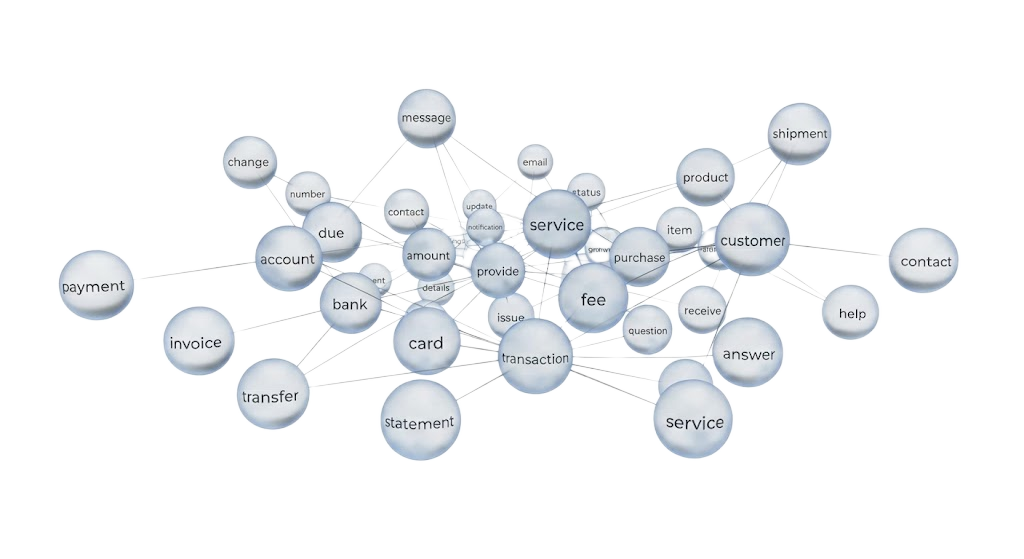 message
shipment
email
change
product
number
status
update
contact
notification
service
item
due
customer
amount
purchase
account
contact
provide
payment
details
fee
bank
receive
help
issue
question
invoice
card
answer
transaction
transfer
statement
service